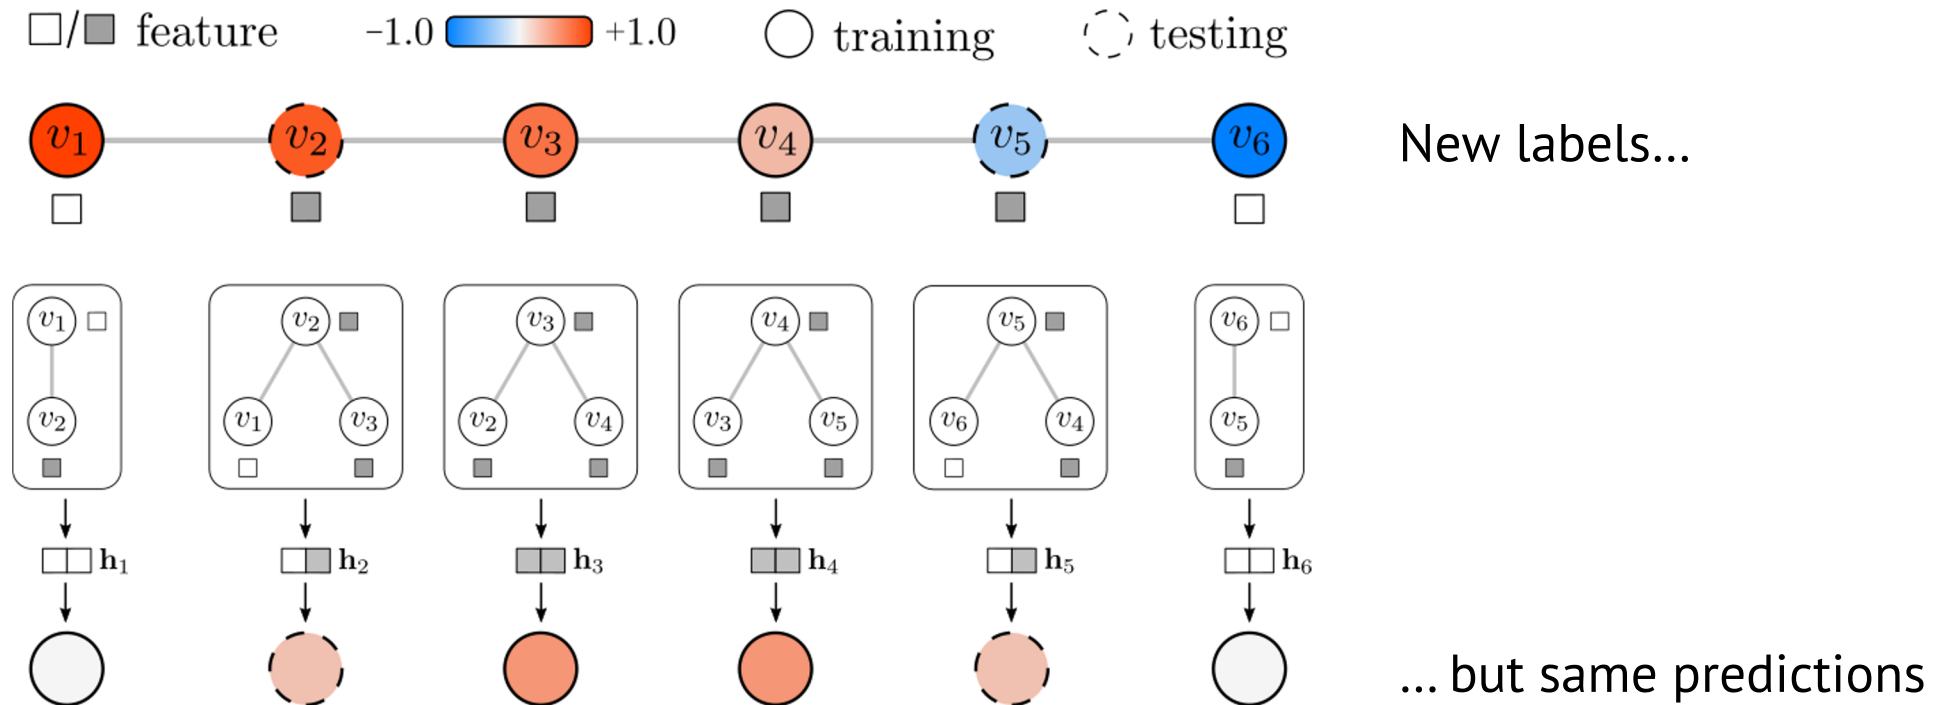 □/■ feature −1.0 +1.0 training testing
v₁ v₂ v₃ v₄ v₅ v₆ New labels...
v₁ v₂ v₃ v₄ v₅ v₆
v₂ v₁ v₃ v₂ v₄ v₃ v₅ v₆ v₄ v₅
h₁ h₂ h₃ h₄ h₅ h₆
... but same predictions